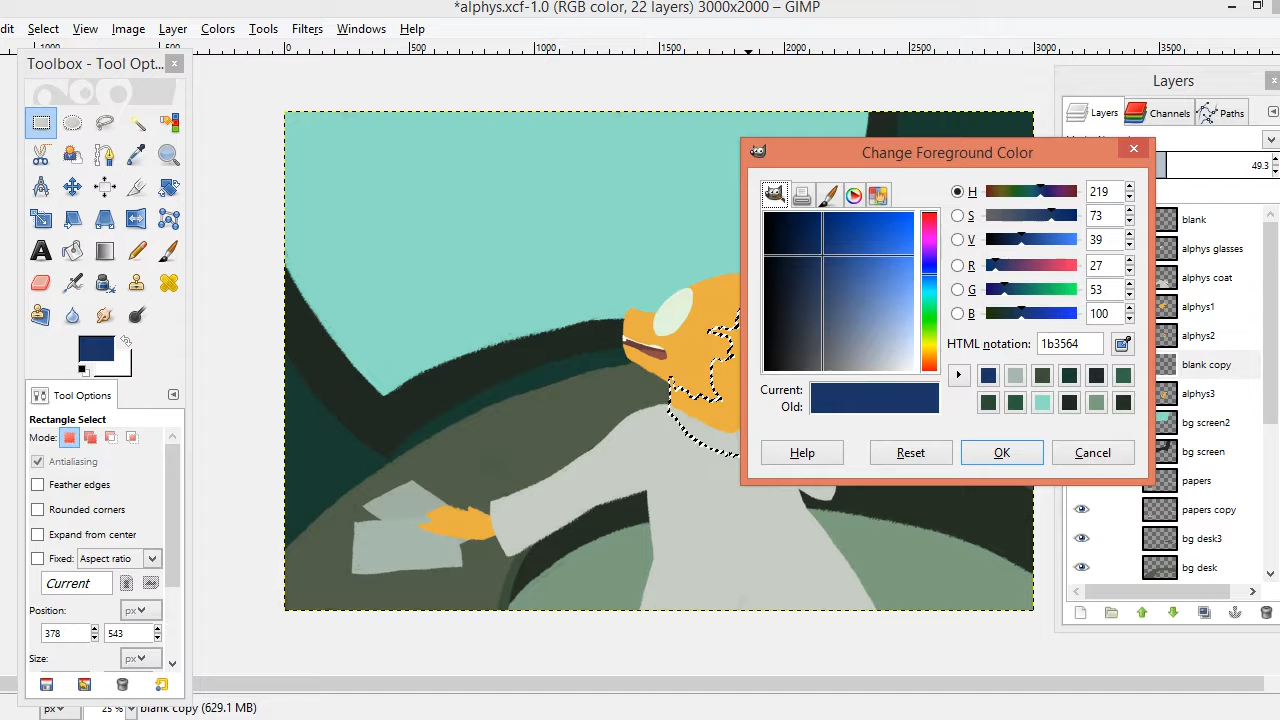 *alphys.xcf-1.0 (RGB color, 22 layers) 3000x2000 – GIMP
dit Select View Image Layer Colors Tools Filters Windows Help
0 500 1000 1500 2000 2500 3000 3500
Toolbox - Tool Opt...
Layers
Layers Channels Paths
Change Foreground Color
49.3
H 219
S 73
V 39
R 27
G 53
B 100
HTML notation: 1b3564
Current:
Old:
Help Reset OK Cancel
blank
alphys glasses
alphys coat
alphys1
alphys2
blank copy
alphys3
bg screen2
bg screen
papers
papers copy
bg desk3
bg desk
Tool Options
Rectangle Select
Mode:
Antialiasing
Feather edges
Rounded corners
Expand from center
Fixed: Aspect ratio
Current
Position:
px
378 543
Size:
px
px 25 % blank copy (629.1 MB)